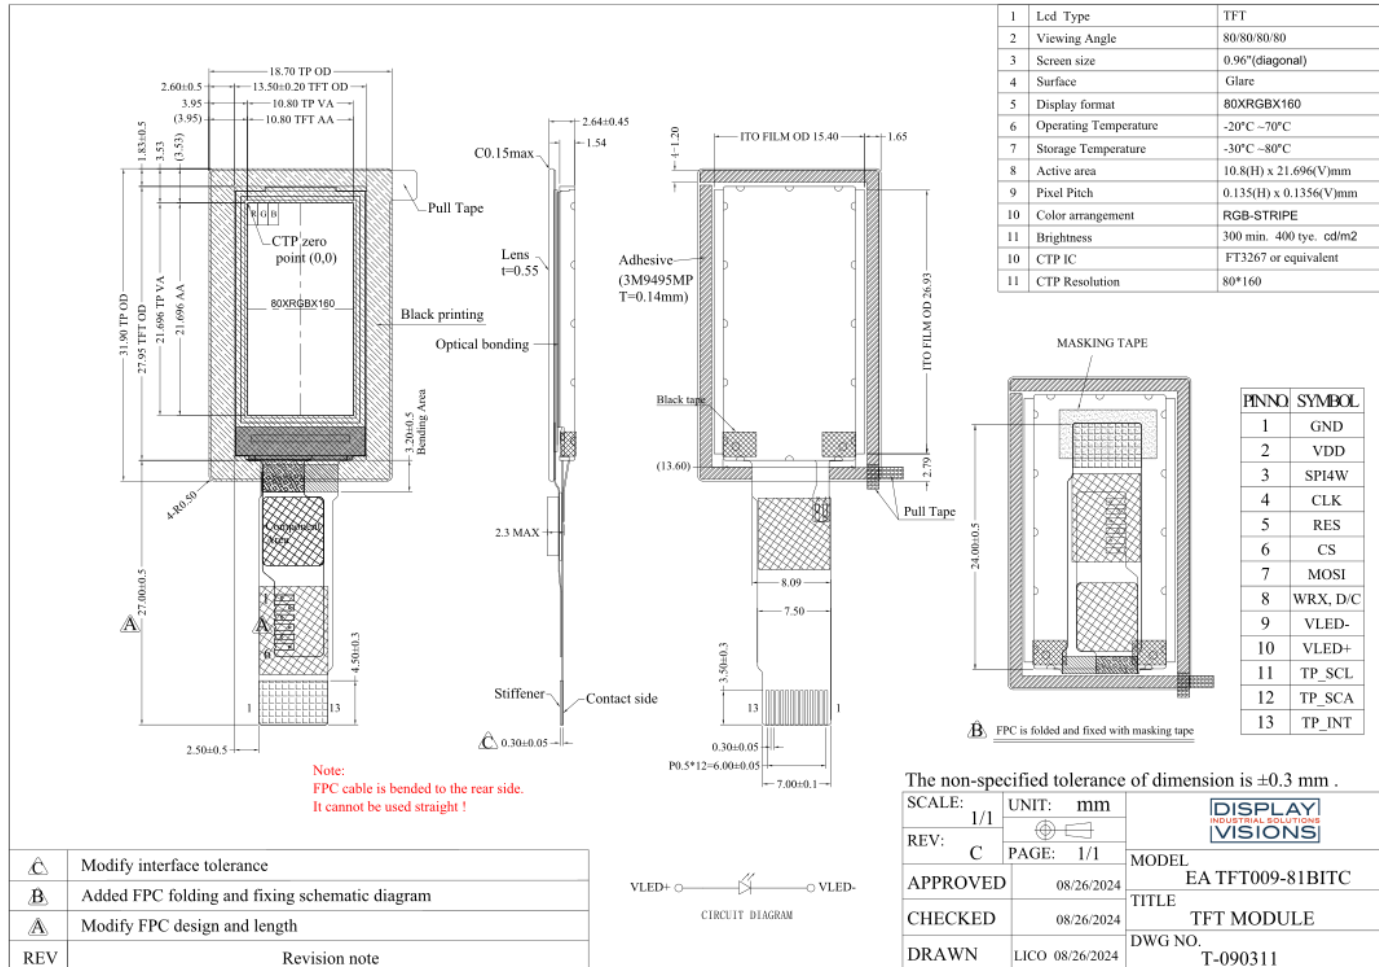 1 Lcd Type TFT
2 Viewing Angle 80/80/80/80
3 Screen size 0.96"(diagonal)
4 Surface Glare
5 Display format 80XRGBX160
6 Operating Temperature -20°C ~70°C
7 Storage Temperature -30°C ~80°C
8 Active area 10.8(H) x 21.696(V)mm
9 Pixel Pitch 0.135(H) x 0.1356(V)mm
10 Color arrangement RGB-STRIPE
11 Brightness 300 min. 400 tye. cd/m2
10 CTP IC FT3267 or equivalent
11 CTP Resolution 80*160
18.70 TP OD
2.60±0.5 13.50±0.20 TFT OD
3.95 10.80 TP VA
(3.95) 10.80 TFT AA
1.83±0.5
3.53
(3.53)
31.90 TP OD
27.95 TFT OD
21.696 TP VA
21.696 AA
R G B
CTP zero
point (0,0)
80XRGBX160
Pull Tape
Black printing
3.20±0.5
Bending Area
4-R0.50
Component
Area
27.00±0.5
A
A
1
6
4.50±0.3
1 13
2.50±0.5
2.64±0.45
1.54
C0.15max
Lens
t=0.55
Optical bonding
2.3 MAX
Stiffener
Contact side
C 0.30±0.05
4-1.20
ITO FILM OD 15.40
1.65
Adhesive
(3M9495MP
T=0.14mm)
ITO FILM OD 26.93
Black tape
(13.60)
2.79
Pull Tape
8.09
7.50
3.50±0.3
13 1
0.30±0.05
P0.5*12=6.00±0.05
7.00±0.1
MASKING TAPE
24.00±0.5
B FPC is folded and fixed with masking tape
PINNO SYMBOL
1 GND
2 VDD
3 SPI4W
4 CLK
5 RES
6 CS
7 MOSI
8 WRX, D/C
9 VLED-
10 VLED+
11 TP_SCL
12 TP_SCA
13 TP_INT
Note:
FPC cable is bended to the rear side.
It cannot be used straight !
The non-specified tolerance of dimension is ±0.3 mm .
C Modify interface tolerance
B Added FPC folding and fixing schematic diagram
A Modify FPC design and length
REV Revision note
VLED+ VLED-
CIRCUIT DIAGRAM
SCALE: 1/1
UNIT: mm
REV: C
PAGE: 1/1
APPROVED 08/26/2024
CHECKED 08/26/2024
DRAWN LICO 08/26/2024
DISPLAY
INDUSTRIAL SOLUTIONS
VISIONS
MODEL
EA TFT009-81BITC
TITLE
TFT MODULE
DWG NO.
T-090311